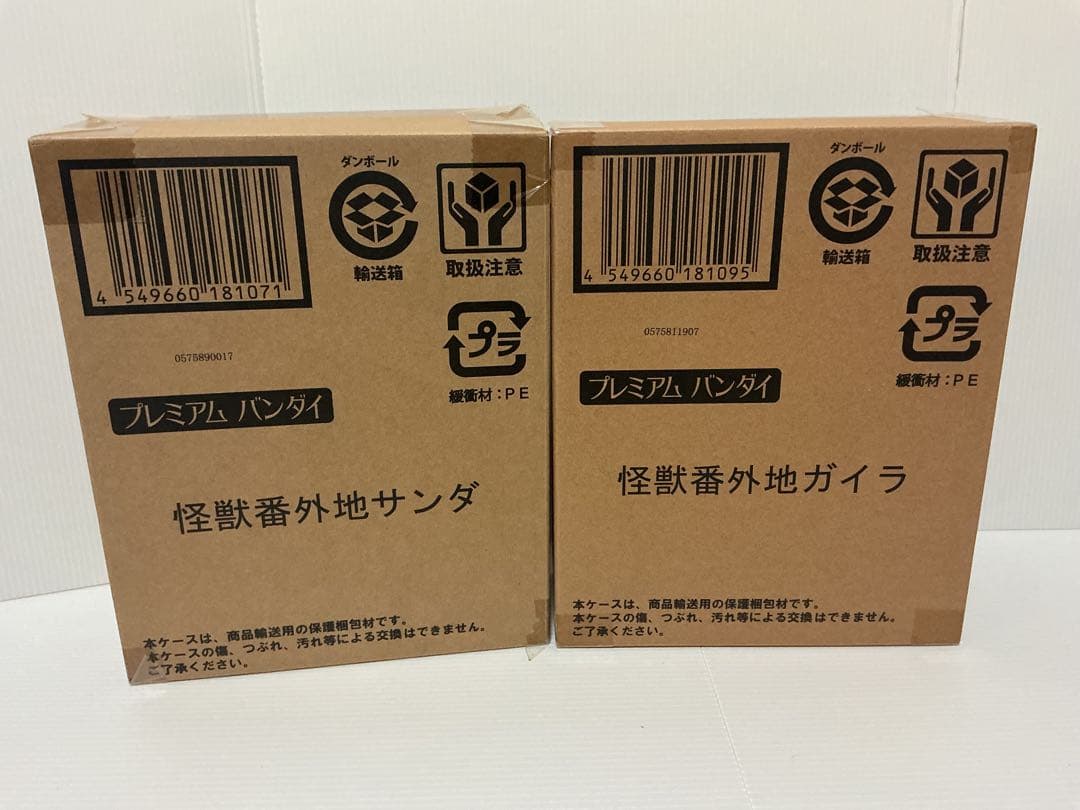 4 549660 181071
ダンボール
輸送箱
取扱注意
プラ
緩衝材：PE
0575890017
プレミアム バンダイ
怪獣番外地サンダ
本ケースは、商品輸送用の保護梱包材です。
本ケースの傷、つぶれ、汚れ等による交換はできません。
ご了承ください。
4 549660 181095
ダンボール
輸送箱
取扱注意
プラ
緩衝材：PE
0575811907
プレミアム バンダイ
怪獣番外地ガイラ
本ケースは、商品輸送用の保護梱包材です。
本ケースの傷、つぶれ、汚れ等による交換はできません。
ご了承ください。